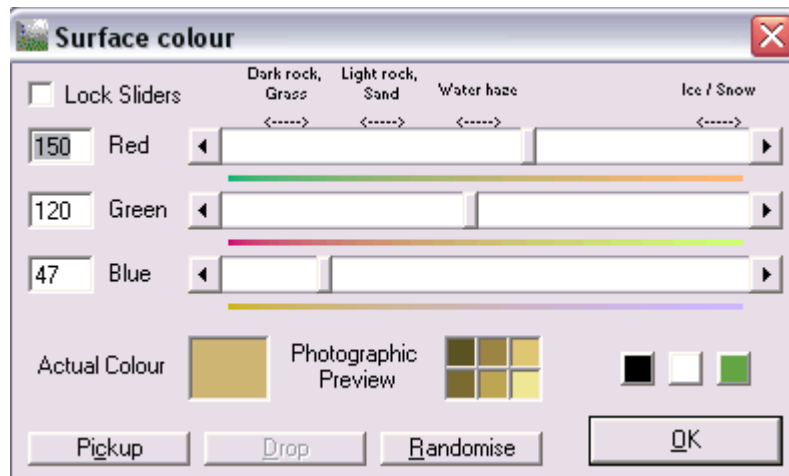 Surface colour
Lock Sliders
Dark rock, Grass
Light rock, Sand
Water haze
Ice / Snow
<-----> <-----> <-----> <----->
150 Red
120 Green
47 Blue
Actual Colour
Photographic Preview
Pickup Drop Randomise OK